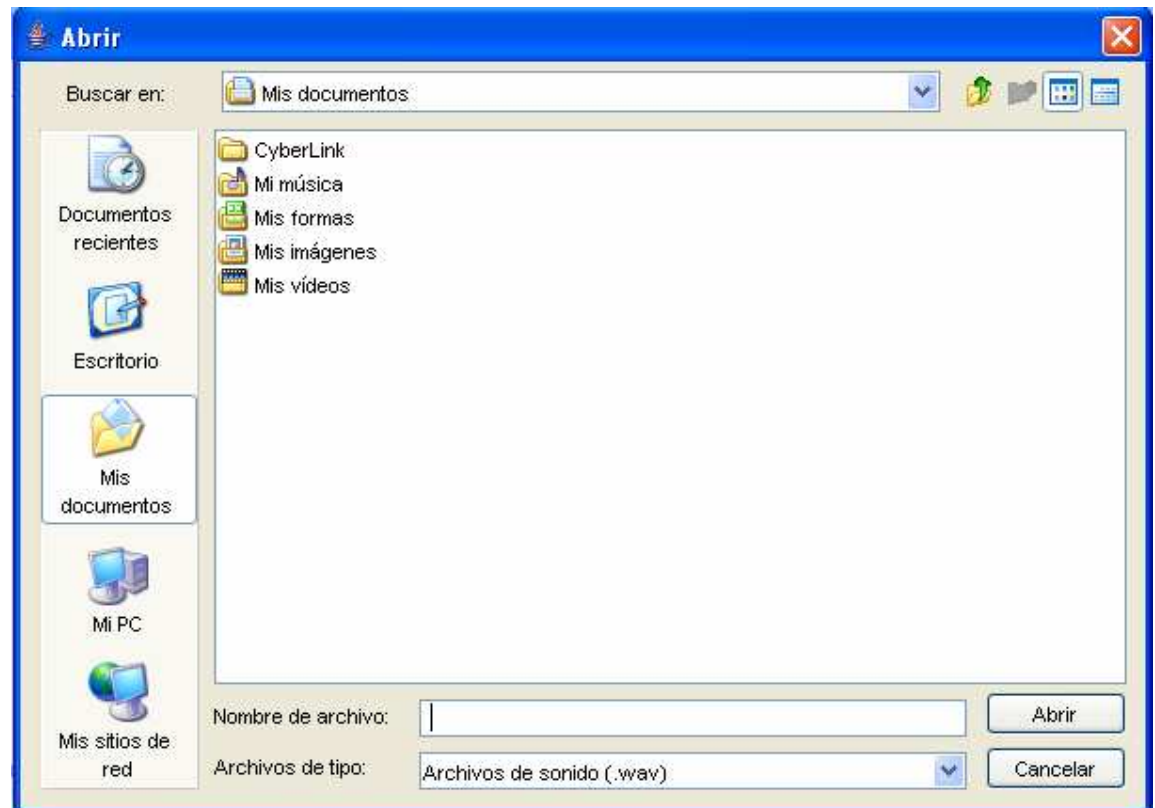 Abrir
Buscar en:
Mis documentos
Documentos
recientes
Escritorio
Mis
documentos
Mi PC
Mis sitios de
red
CyberLink
Mi música
Mis formas
Mis imágenes
Mis vídeos
Nombre de archivo:
Abrir
Archivos de tipo:
Archivos de sonido (.wav)
Cancelar